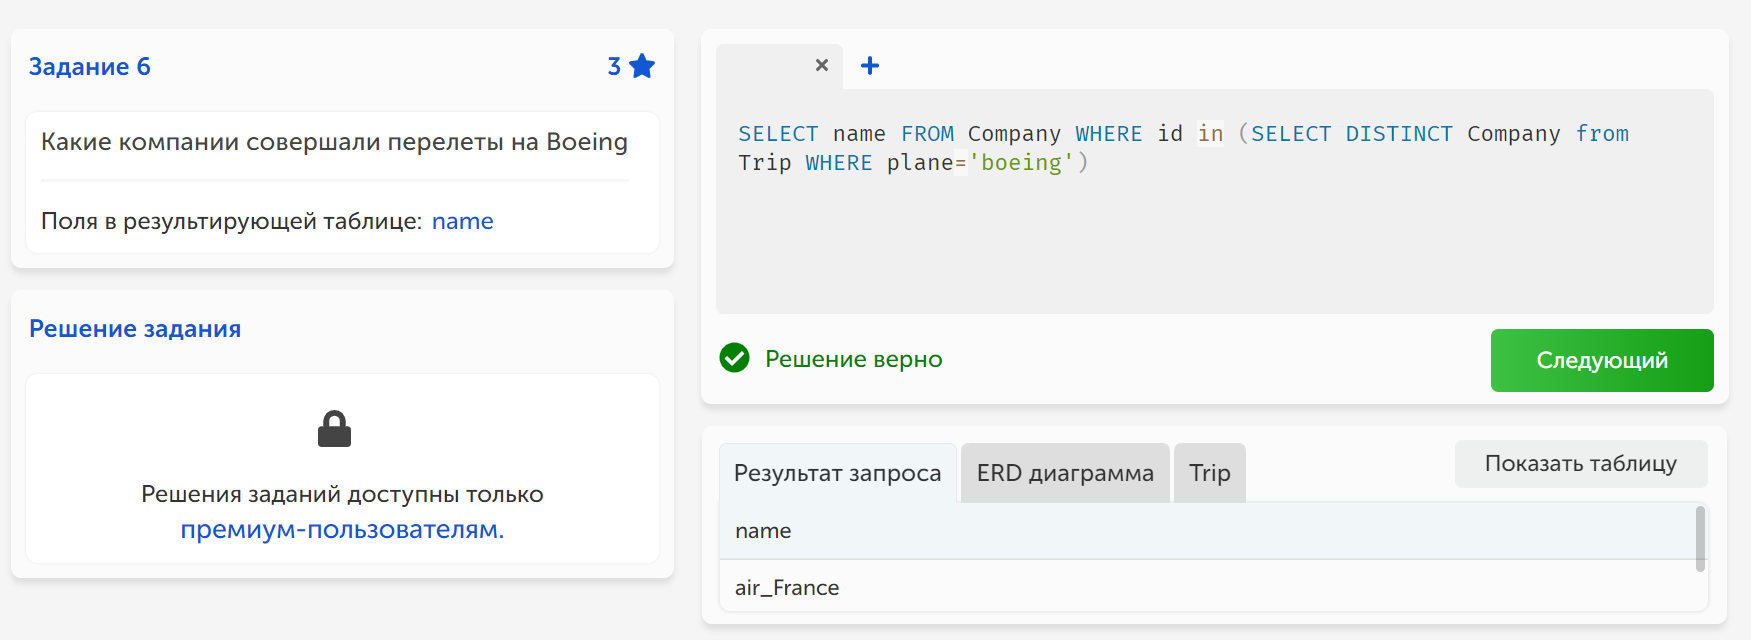 Задание 6
3
Какие компании совершали перелеты на Boeing
Поля в результирующей таблице: name
Решение задания
Решения заданий доступны только
премиум-пользователям.
SELECT name FROM Company WHERE id in (SELECT DISTINCT Company from
Trip WHERE plane='boeing')
Решение верно
Следующий
Результат запроса
ERD диаграмма
Trip
Показать таблицу
name
air_France